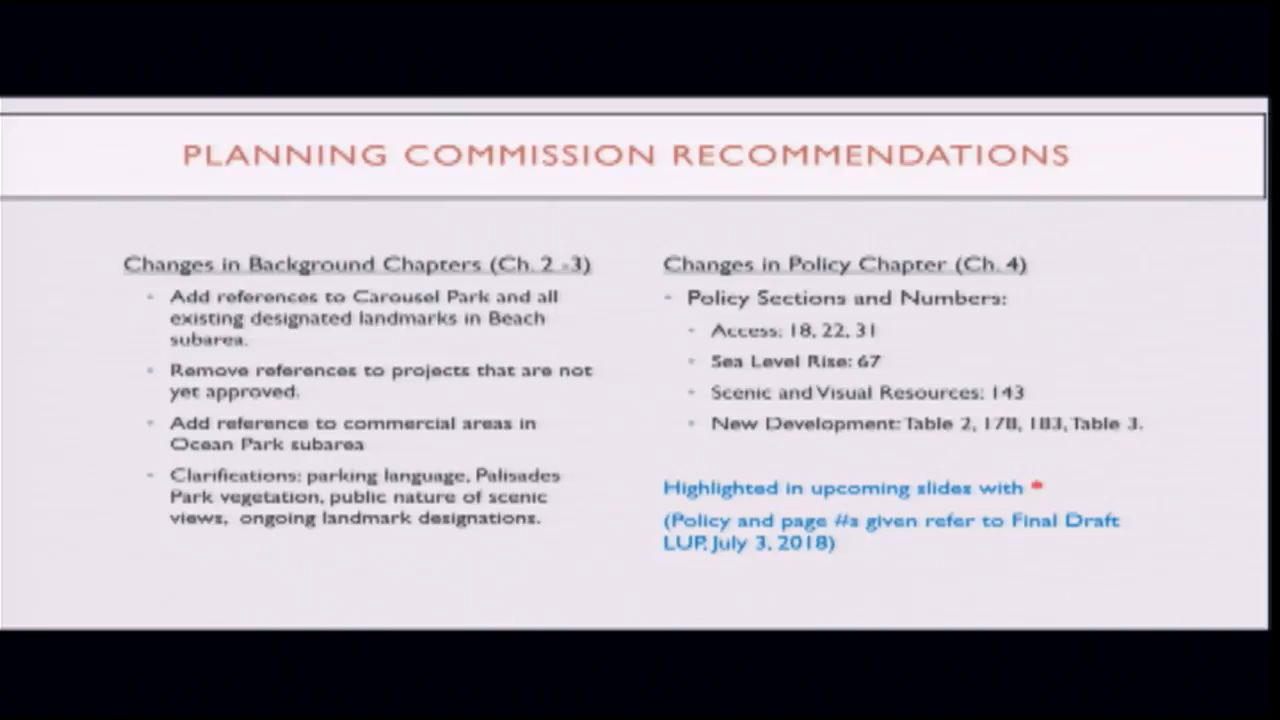 PLANNING COMMISSION RECOMMENDATIONS
Changes in Background Chapters (Ch. 2 -3)
- Add references to Carousel Park and all
existing designated landmarks in Beach
subarea.
- Remove references to projects that are not
yet approved.
- Add reference to commercial areas in
Ocean Park subarea
- Clarifications: parking language, Palisades
Park vegetation, public nature of scenic
views, ongoing landmark designations.
Changes in Policy Chapter (Ch. 4)
- Policy Sections and Numbers:
- Access: 18, 22, 31
- Sea Level Rise: 67
- Scenic and Visual Resources: 143
- New Development: Table 2, 178, 183, Table 3.
Highlighted in upcoming slides with *
(Policy and page #s given refer to Final Draft
LUP, July 3, 2018)